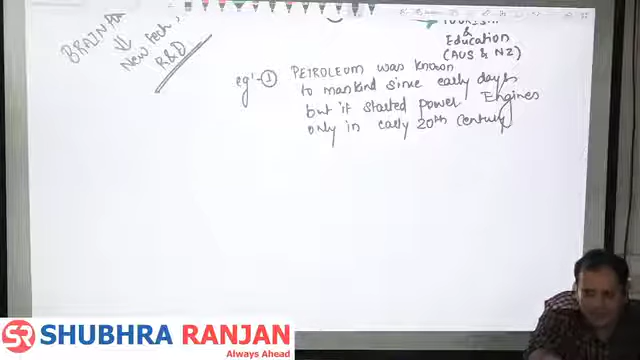 BRAIN
New Tech,
R&D
TOURISM
&
Education
(AUS & NZ)
eg:- ① PETROLEUM was known
to mankind since early days
but it started power Engines
only in early 20th Century
SHUBHRA RANJAN
Always Ahead